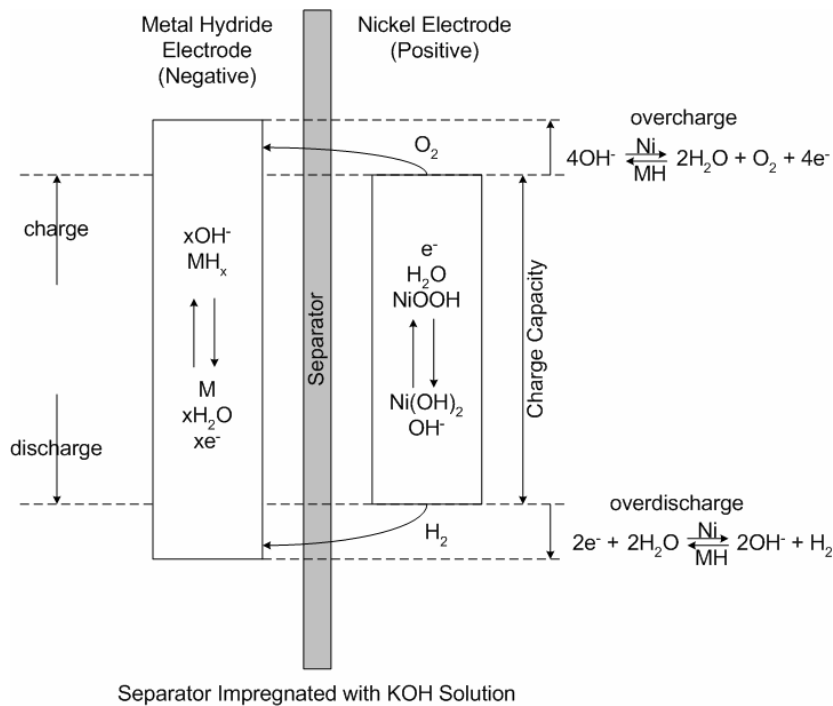 Metal Hydride
Electrode
(Negative)
Nickel Electrode
(Positive)
overcharge
4OH⁻ Ni 2H₂O + O₂ + 4e⁻
MH
O₂
charge
xOH⁻
MHₓ
e⁻
H₂O
NiOOH
Separator
Charge Capacity
M
xH₂O
xe⁻
Ni(OH)₂
OH⁻
discharge
overdischarge
H₂
2e⁻ + 2H₂O Ni 2OH⁻ + H₂
MH
Separator Impregnated with KOH Solution